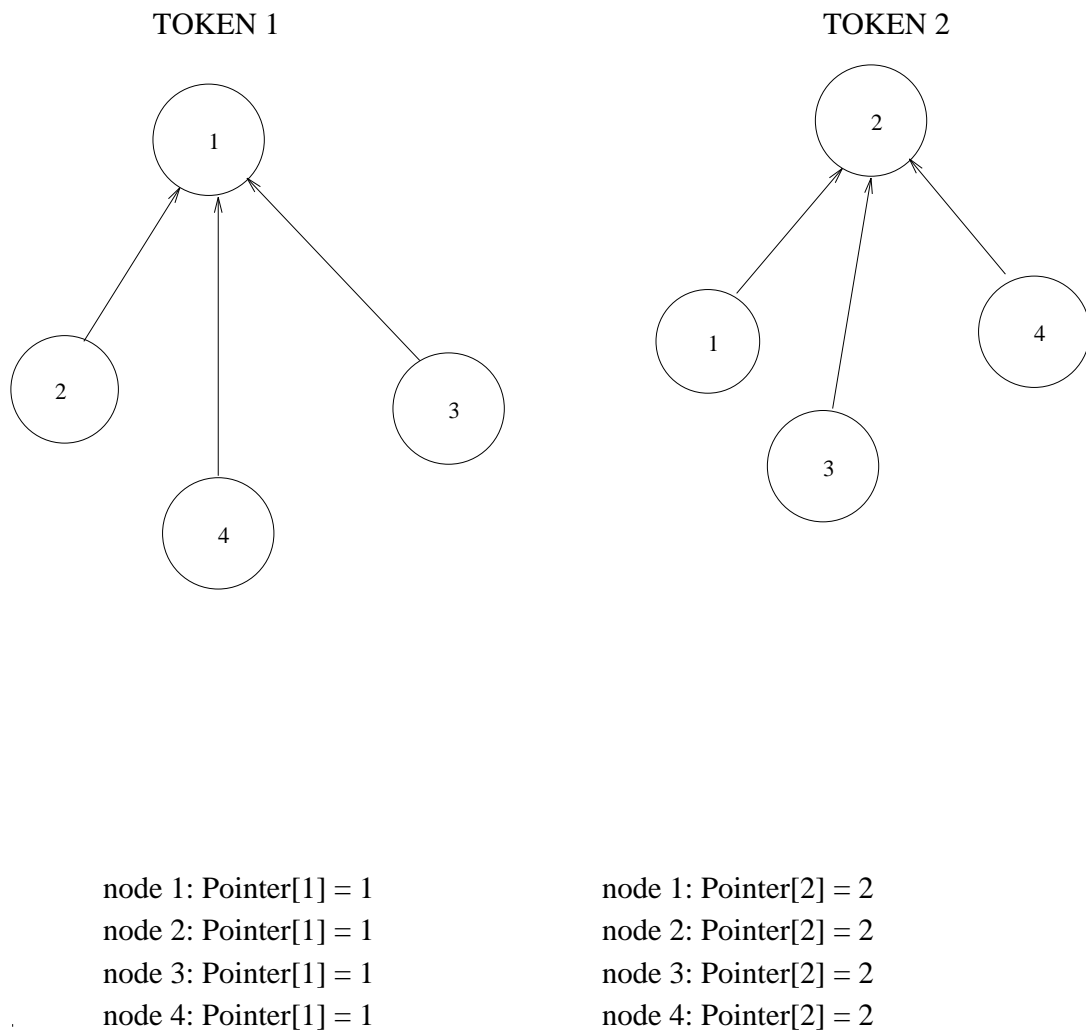 TOKEN 1
1
2
3
4
TOKEN 2
2
1
4
3
node 1: Pointer[1] = 1
node 2: Pointer[1] = 1
node 3: Pointer[1] = 1
node 4: Pointer[1] = 1
node 1: Pointer[2] = 2
node 2: Pointer[2] = 2
node 3: Pointer[2] = 2
node 4: Pointer[2] = 2